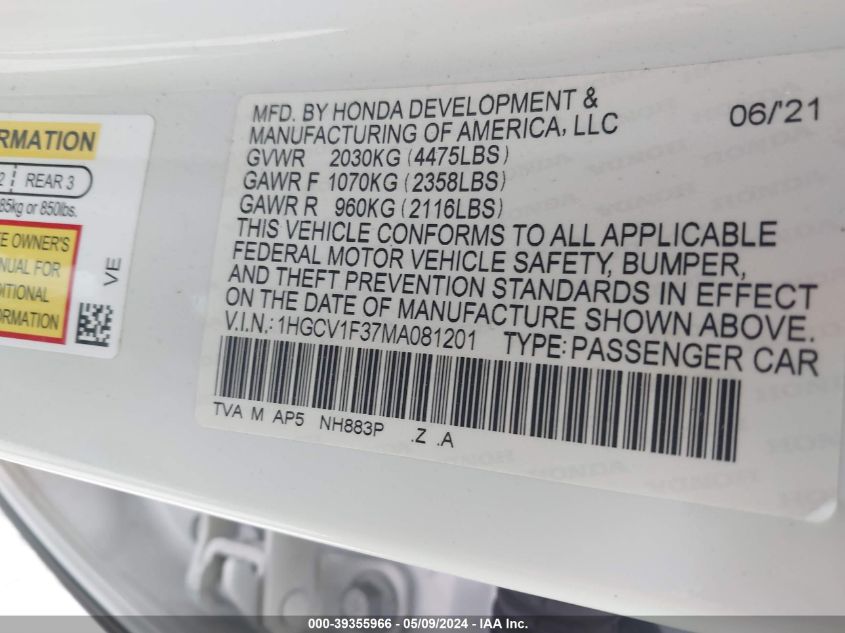 RMATION
2 REAR 3
85kg or 850lbs.
E OWNER'S
NUAL FOR
DITIONAL
ORMATION
VE
MFD. BY HONDA DEVELOPMENT & 06/'21
MANUFACTURING OF AMERICA, LLC
GVWR 2030KG (4475LBS)
GAWR F 1070KG (2358LBS)
GAWR R 960KG (2116LBS)
THIS VEHICLE CONFORMS TO ALL APPLICABLE
FEDERAL MOTOR VEHICLE SAFETY, BUMPER,
AND THEFT PREVENTION STANDARDS IN EFFECT
ON THE DATE OF MANUFACTURE SHOWN ABOVE.
V.I.N.: 1HGCV1F37MA081201 TYPE: PASSENGER CAR
TVA M AP5 NH883P .Z .A
000-39355966 - 05/09/2024 - IAA Inc.